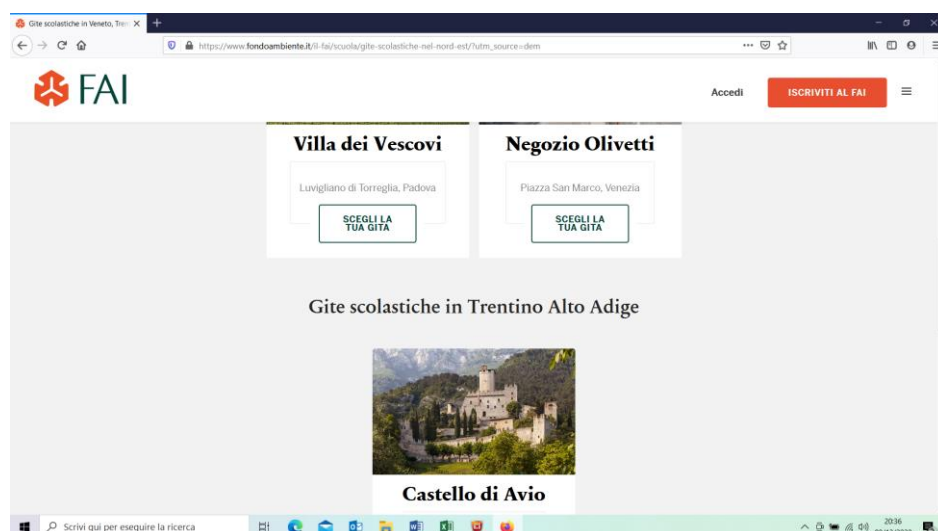 Gite scolastiche in Veneto, Tren
https://www.fondoambiente.it/il-fai/scuola/gite-scolastiche-nel-nord-est/?utm_source=dem
FAI
Accedi
ISCRIVITI AL FAI
Villa dei Vescovi
Luvigliano di Torreglia, Padova
SCEGLI LA
TUA GITA
Negozio Olivetti
Piazza San Marco, Venezia
SCEGLI LA
TUA GITA
Gite scolastiche in Trentino Alto Adige
Castello di Avio
Scrivi qui per eseguire la ricerca
20:36